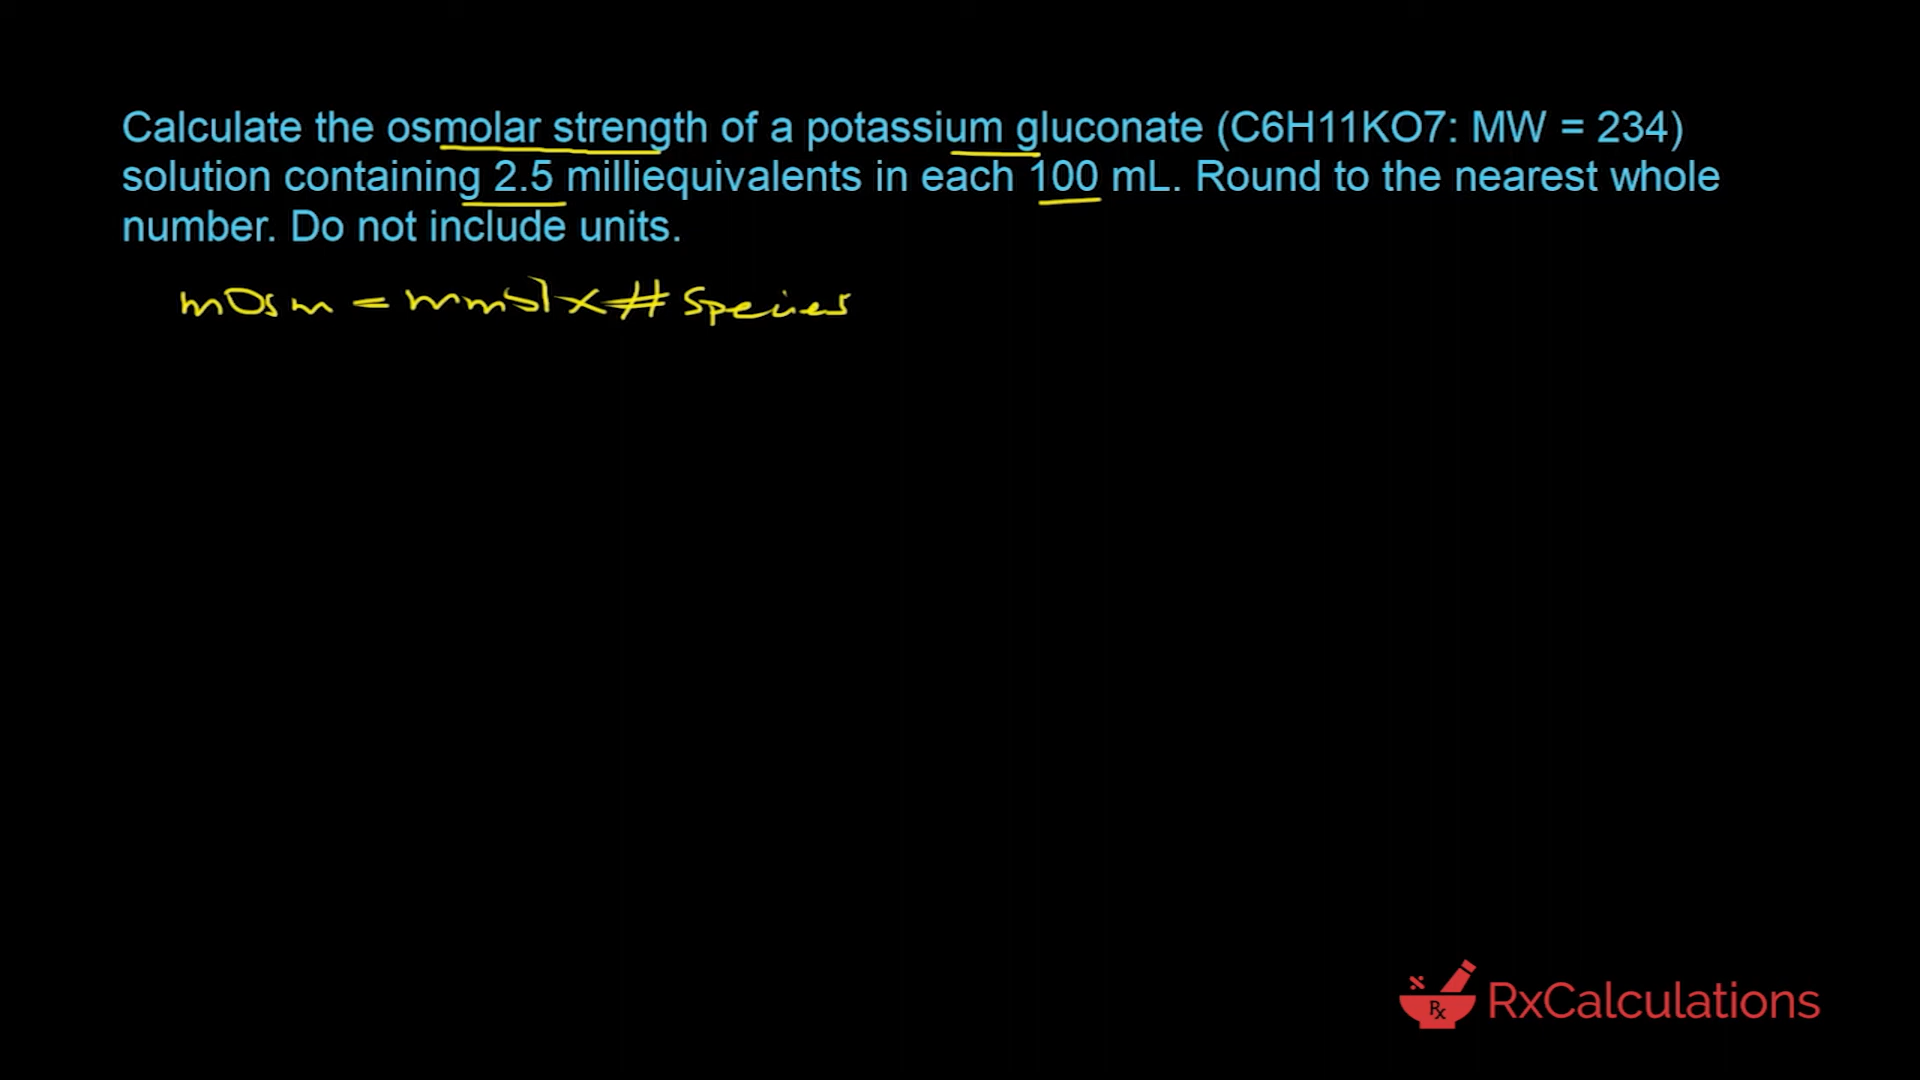 Calculate the osmolar strength of a potassium gluconate (C6H11KO7: MW = 234)
solution containing 2.5 milliequivalents in each 100 mL. Round to the nearest whole
number. Do not include units.
mOsm = mmol x # Species
Rx
RxCalculations